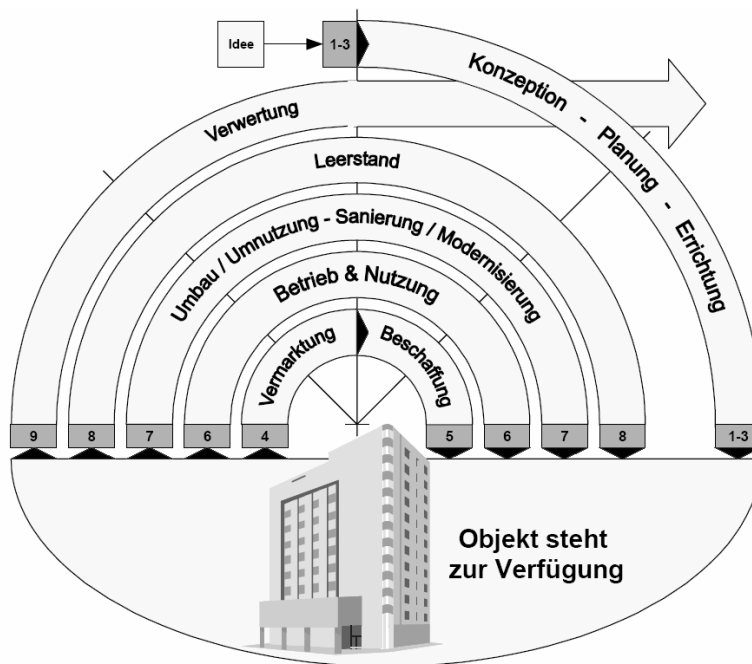 Idee
1-3
Konzeption - Planung - Errichtung
Verwertung
Leerstand
Umbau / Umnutzung - Sanierung / Modernisierung
Betrieb & Nutzung
Vermarktung
Beschaffung
9
8
7
6
4
5
6
7
8
1-3
Objekt steht
zur Verfügung